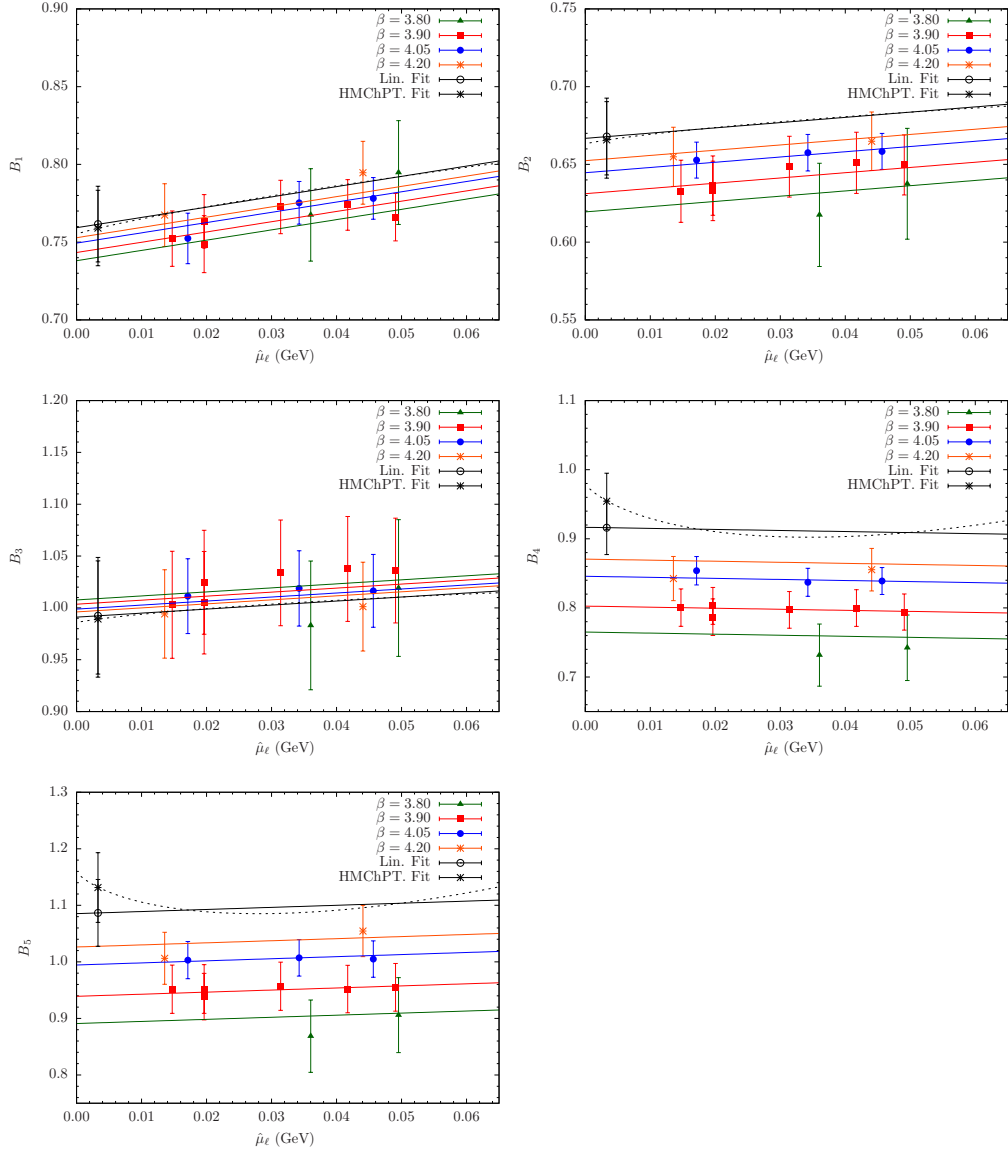 0.90
0.85
0.80
0.75
0.70
B₁
β = 3.80
β = 3.90
β = 4.05
β = 4.20
Lin. Fit
HMChPT. Fit
0.00 0.01 0.02 0.03 0.04 0.05 0.06
μ̂ℓ (GeV)
0.70
0.65
0.60
0.55
B₂
β = 3.80
β = 3.90
β = 4.05
β = 4.20
Lin. Fit
HMChPT. Fit
0.00 0.01 0.02 0.03 0.04 0.05 0.06
μ̂ℓ (GeV)
1.20
1.15
1.10
1.05
1.00
0.95
0.90
B₃
β = 3.80
β = 3.90
β = 4.05
β = 4.20
Lin. Fit
HMChPT. Fit
0.00 0.01 0.02 0.03 0.04 0.05 0.06
μ̂ℓ (GeV)
1.1
1.0
0.9
0.8
0.7
B₄
β = 3.80
β = 3.90
β = 4.05
β = 4.20
Lin. Fit
HMChPT. Fit
0.00 0.01 0.02 0.03 0.04 0.05 0.06
μ̂ℓ (GeV)
1.3
1.2
1.1
1.0
0.9
0.8
B₅
β = 3.80
β = 3.90
β = 4.05
β = 4.20
Lin. Fit
HMChPT. Fit
0.00 0.01 0.02 0.03 0.04 0.05 0.06
μ̂ℓ (GeV)